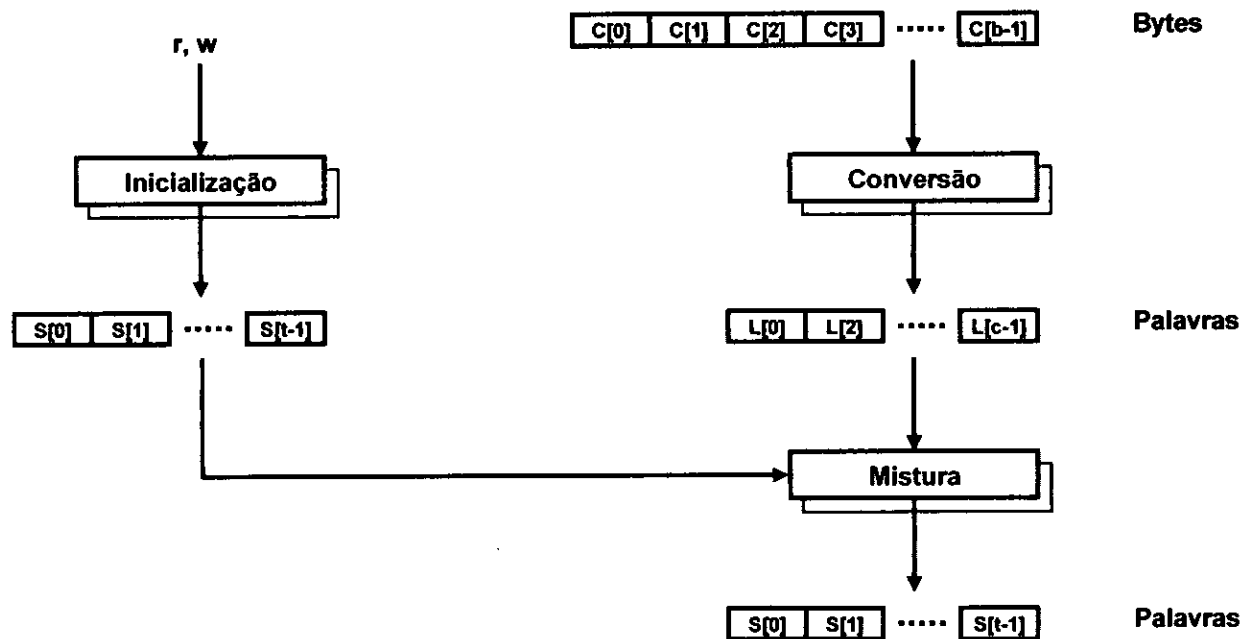 C[0] C[1] C[2] C[3] ..... C[b-1] Bytes
r, w
Inicialização Conversão
S[0] S[1] ..... S[t-1] L[0] L[2] ..... L[c-1] Palavras
Mistura
S[0] S[1] ..... S[t-1] Palavras